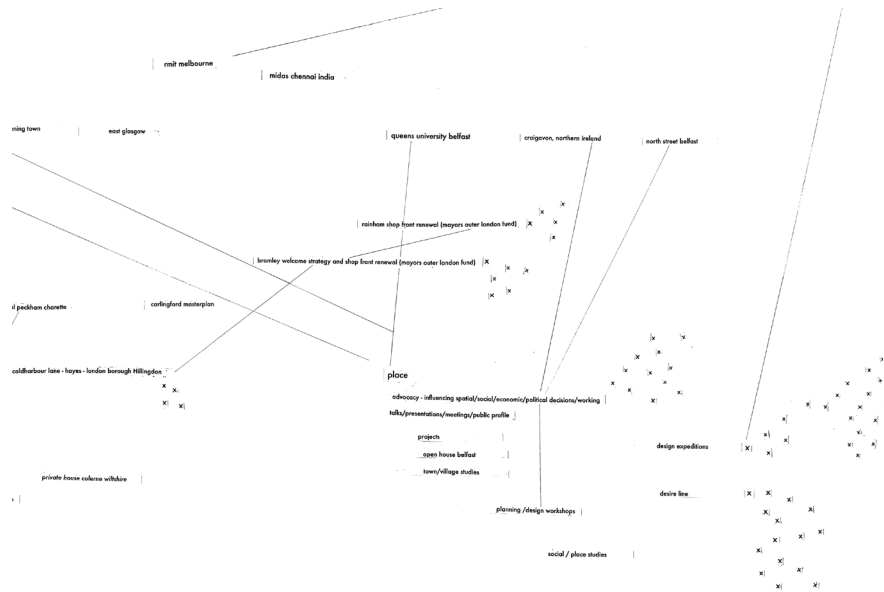 rmit melbourne
midas chennai india
ning town
east glasgow
queens university belfast
craigavon, northern ireland
north street belfast
rainham shop front renewal (mayors outer london fund)
bromley welcome strategy and shop front renewal (mayors outer london fund)
peckham charette
carlingford masterplan
coldharbour lane - hayes - london borough Hillingdon
place
advocacy - influencing spatial/social/economic/political decisions/working
talks/presentations/meetings/public profile
projects
open house belfast
town/village studies
design expeditions
private house colerne wiltshire
desire line
planning /design workshops
social / place studies